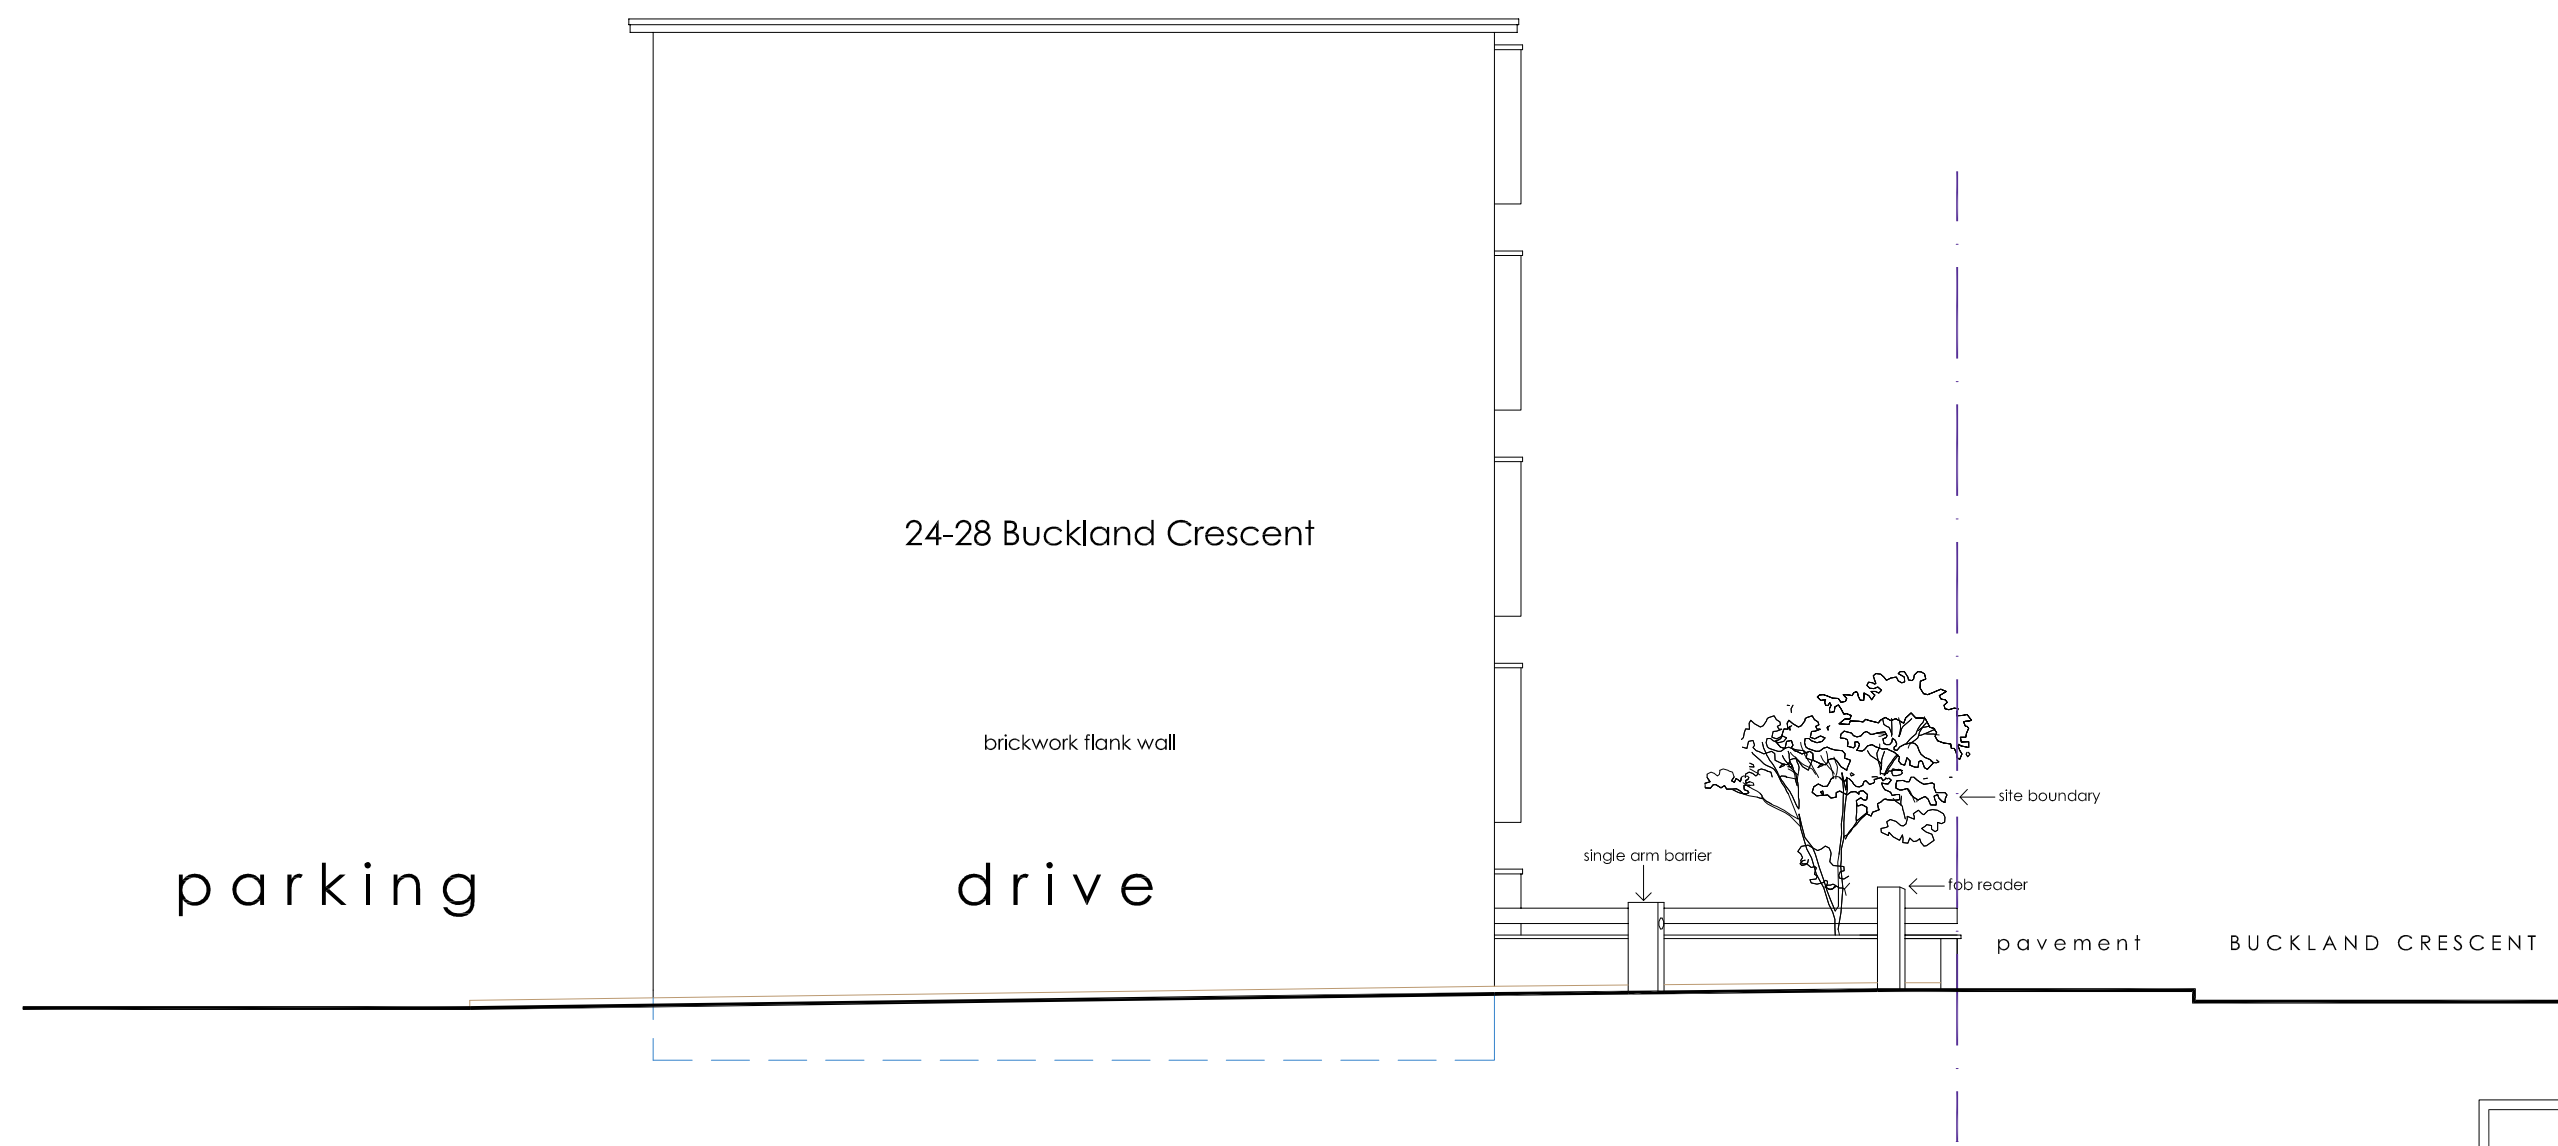 24-28 Buckland Crescent
brickwork flank wall
site boundary
single arm barrier
parking
drive
fob reader
pavement
BUCKLAND CRESCENT